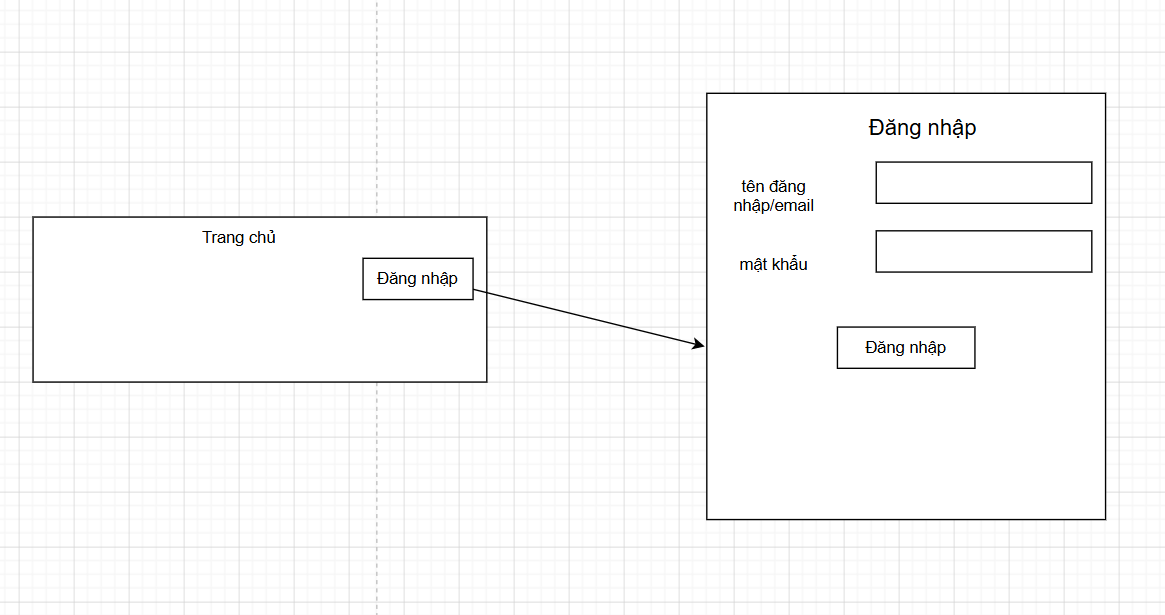 Trang chủ
Đăng nhập
Đăng nhập
tên đăng
nhập/email
mật khẩu
Đăng nhập